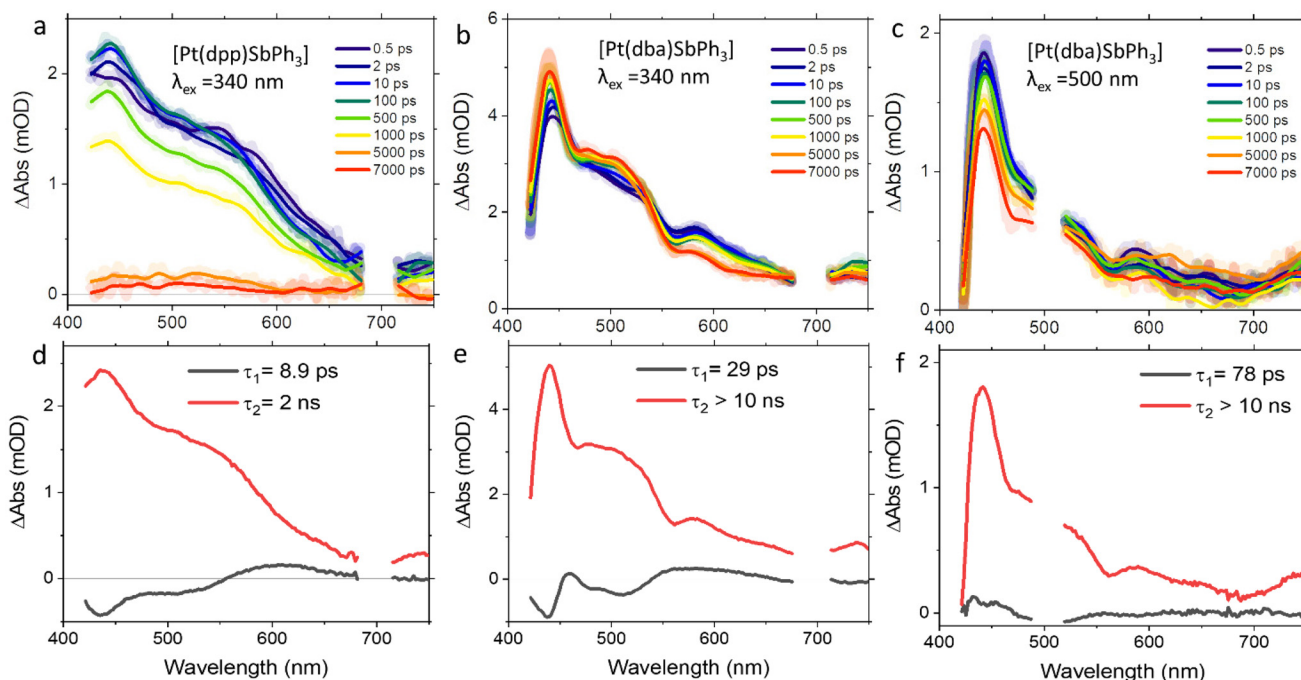 a
[Pt(dpp)SbPh₃]
λex =340 nm
0.5 ps
2 ps
10 ps
100 ps
500 ps
1000 ps
5000 ps
7000 ps
ΔAbs (mOD)
2
1
0
400
500
600
700
b
[Pt(dba)SbPh₃]
λex =340 nm
0.5 ps
2 ps
10 ps
100 ps
500 ps
1000 ps
5000 ps
7000 ps
ΔAbs (mOD)
6
4
2
0
400
500
600
700
c
[Pt(dba)SbPh₃]
λex =500 nm
0.5 ps
2 ps
10 ps
100 ps
500 ps
1000 ps
5000 ps
7000 ps
ΔAbs (mOD)
2
1
0
400
500
600
700
d
τ₁= 8.9 ps
τ₂= 2 ns
ΔAbs (mOD)
2
1
0
400
500
600
700
Wavelength (nm)
e
τ₁= 29 ps
τ₂ > 10 ns
ΔAbs (mOD)
4
2
0
400
500
600
700
Wavelength (nm)
f
τ₁= 78 ps
τ₂ > 10 ns
ΔAbs (mOD)
2
1
0
400
500
600
700
Wavelength (nm)